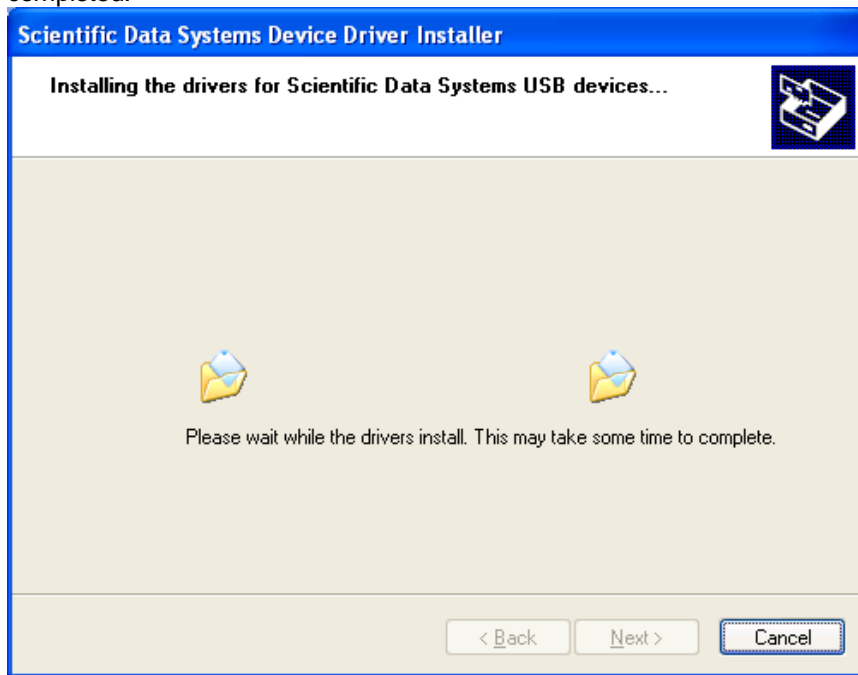 completed.
Scientific Data Systems Device Driver Installer
Installing the drivers for Scientific Data Systems USB devices...
Please wait while the drivers install. This may take some time to complete.
< Back Next > Cancel